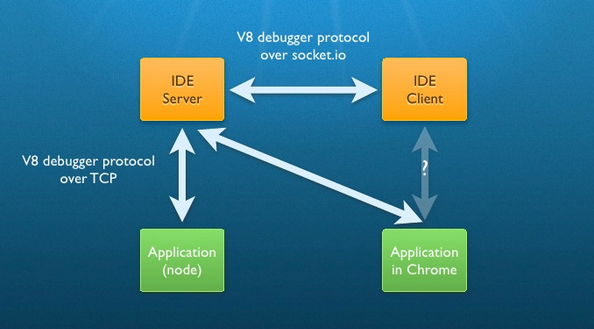 V8 debugger protocol
over socket.io
IDE
Server
IDE
Client
V8 debugger protocol
over TCP
?
Application
(node)
Application
in Chrome